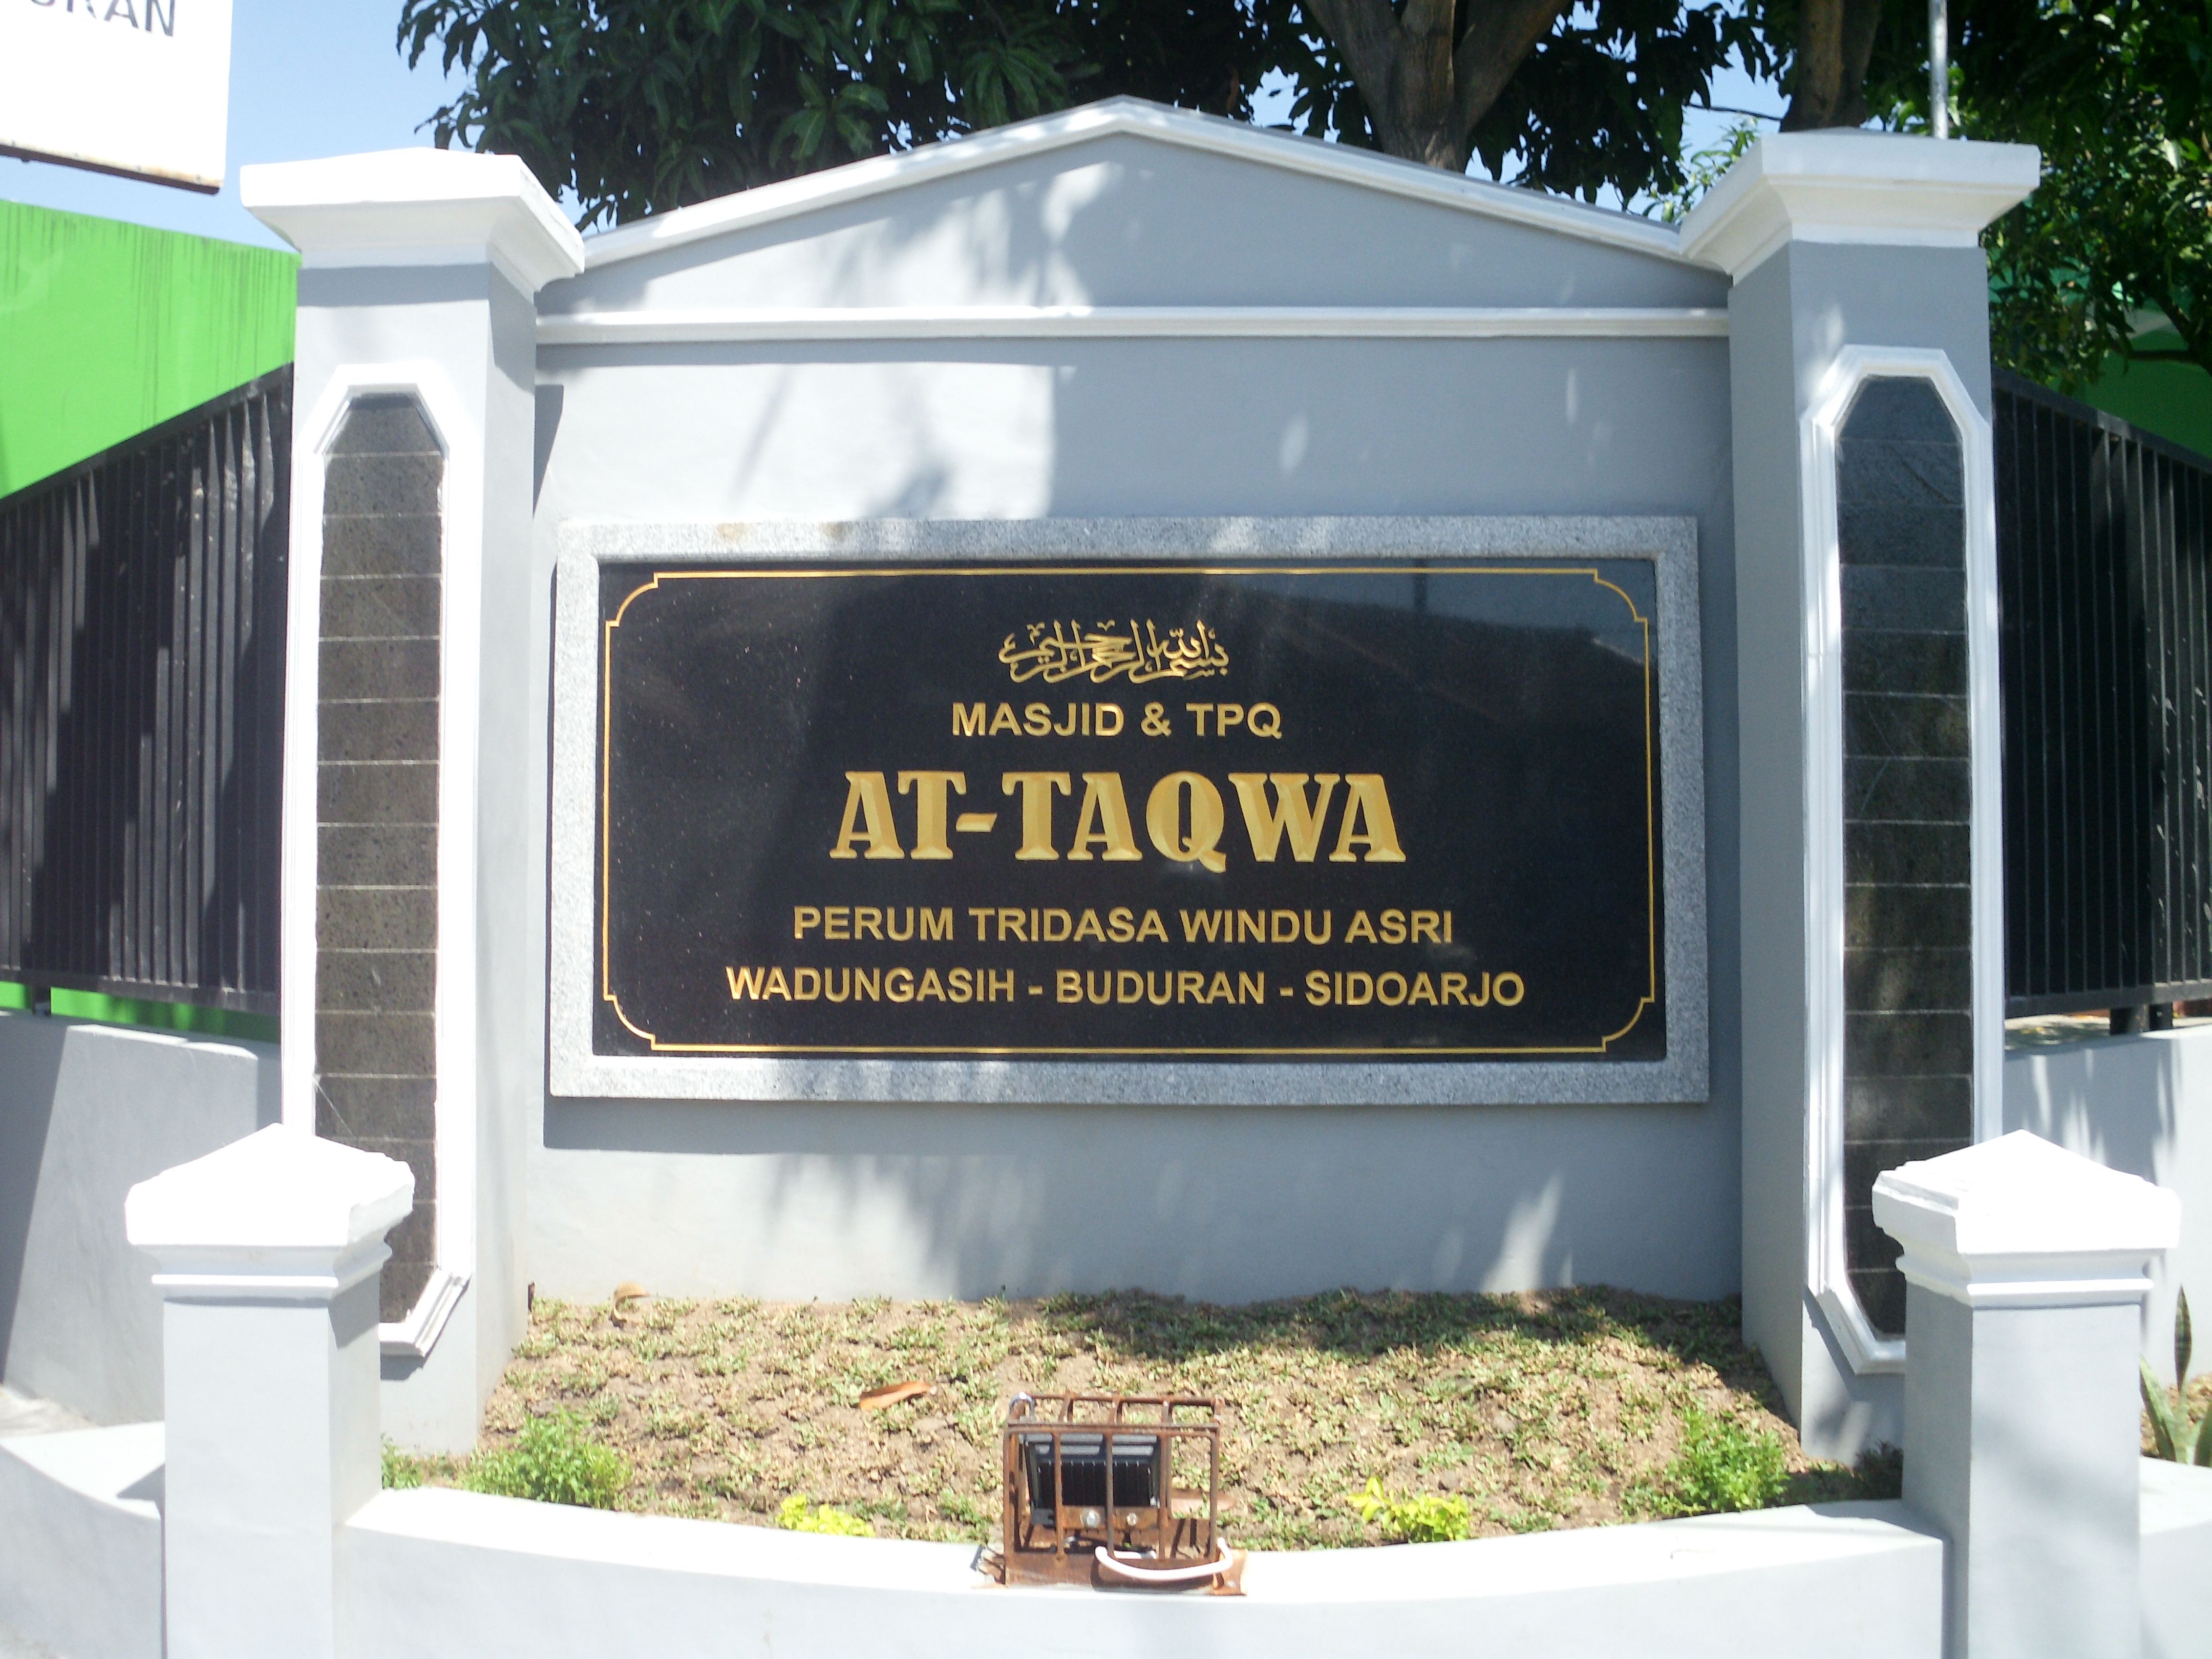 بسم الله الرحمن الرحيم
MASJID & TPQ
AT-TAQWA
PERUM TRIDASA WINDU ASRI
WADUNGASIH - BUDURAN - SIDOARJO